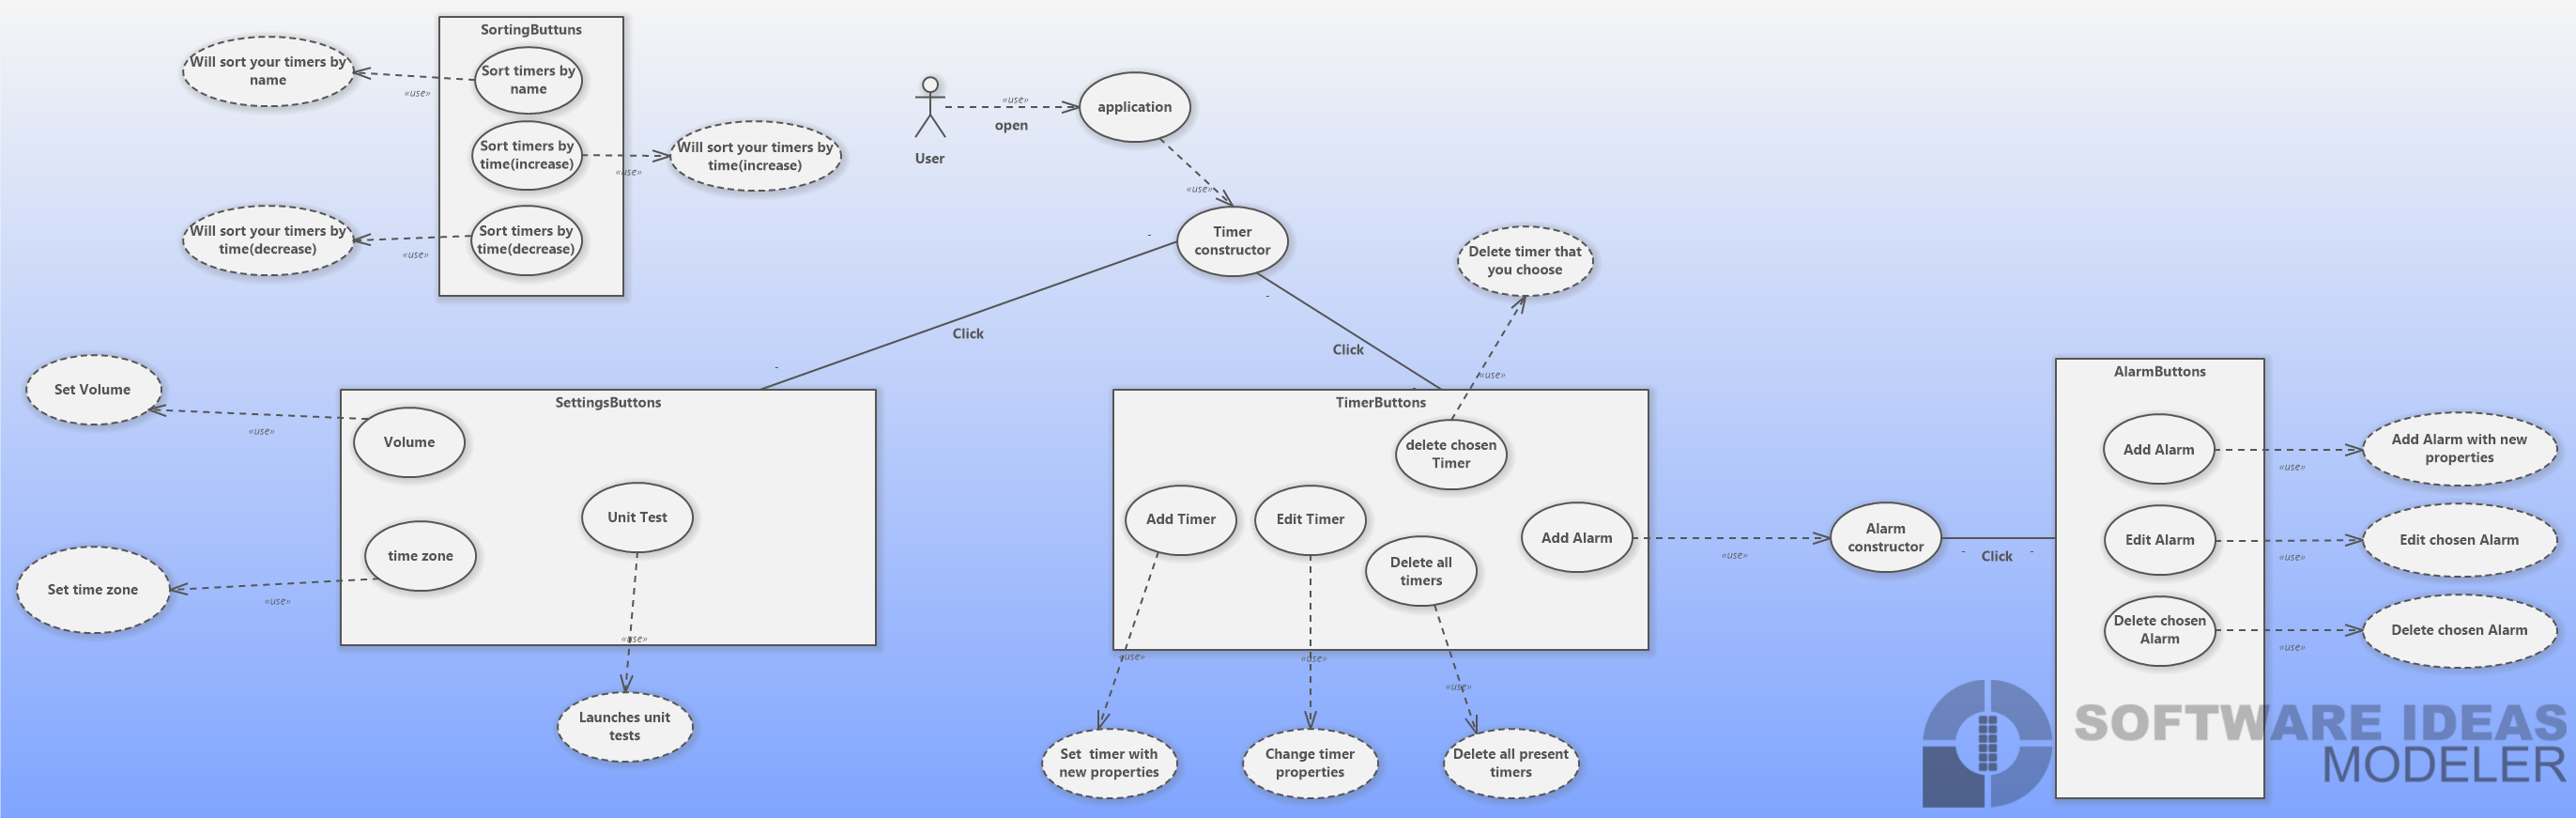 SortingButtuns
Will sort your timers by
name
«use»
Sort timers by
name
Sort timers by
time(increase)
«use»
Will sort your timers by
time(increase)
Will sort your timers by
time(decrease)
«use»
Sort timers by
time(decrease)
User
«use»
open
application
«use»
Timer
constructor
Click
Click
Delete timer that
you choose
«use»
SettingsButtons
Set Volume
«use»
Volume
Unit Test
time zone
Set time zone
«use»
«use»
Launches unit
tests
TimerButtons
delete chosen
Timer
Add Timer
Edit Timer
Delete all
timers
Add Alarm
«use»
«use»
«use»
Set  timer with
new properties
Change timer
properties
Delete all present
timers
«use»
Alarm
constructor
- Click -
AlarmButtons
Add Alarm
«use»
Add Alarm with new
properties
Edit Alarm
«use»
Edit chosen Alarm
Delete chosen
Alarm
«use»
Delete chosen Alarm
SOFTWARE IDEAS
MODELER